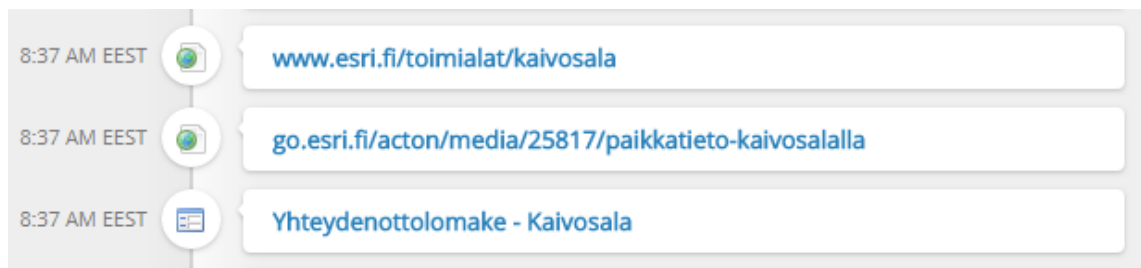 8:37 AM EEST www.esri.fi/toimialat/kaivosala
8:37 AM EEST go.esri.fi/acton/media/25817/paikkatieto-kaivosalalla
8:37 AM EEST Yhteydenottolomake - Kaivosala